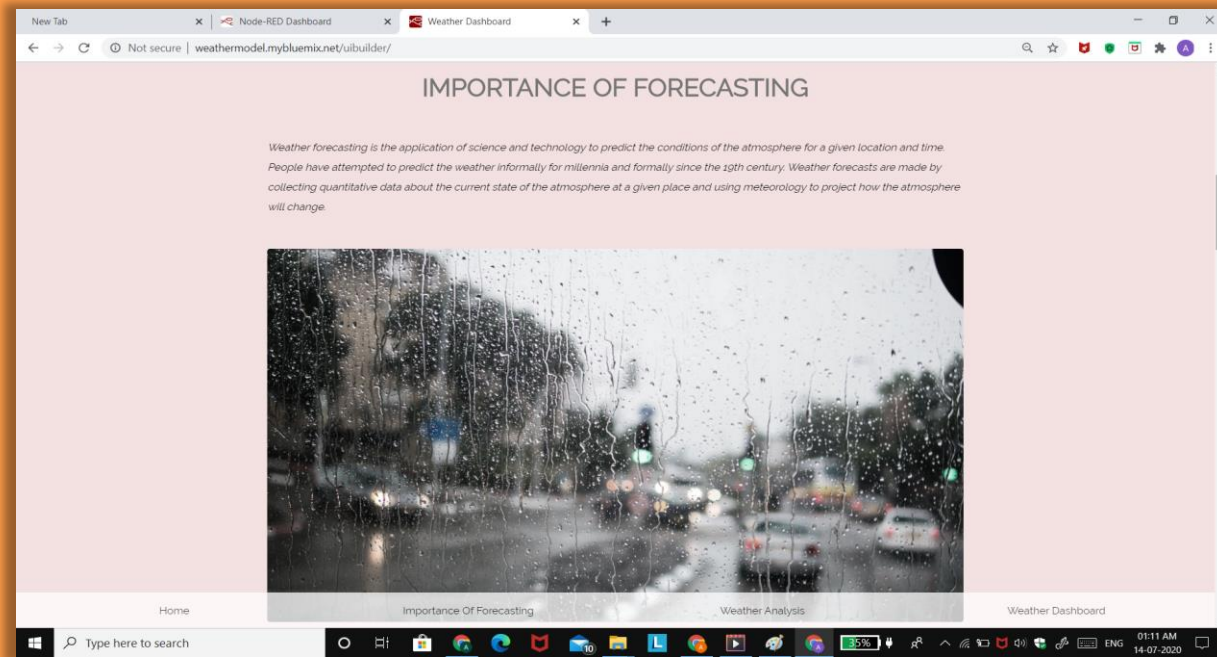 New Tab
Node-RED Dashboard
Weather Dashboard
Not secure | weathermodel.mybluemix.net/uibuilder/
IMPORTANCE OF FORECASTING
Weather forecasting is the application of science and technology to predict the conditions of the atmosphere for a given location and time.
People have attempted to predict the weather informally for millennia and formally since the 19th century. Weather forecasts are made by
collecting quantitative data about the current state of the atmosphere at a given place and using meteorology to project how the atmosphere
will change.
Home
Importance Of Forecasting
Weather Analysis
Weather Dashboard
Type here to search
L
10
35%
ENG
01:11 AM
14-07-2020